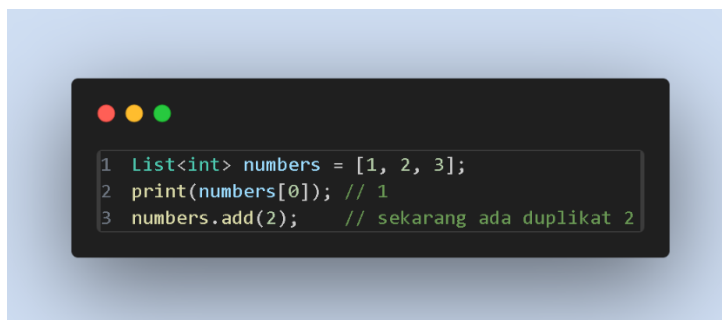 1 List<int> numbers = [1, 2, 3];
2 print(numbers[0]); // 1
3 numbers.add(2);    // sekarang ada duplikat 2